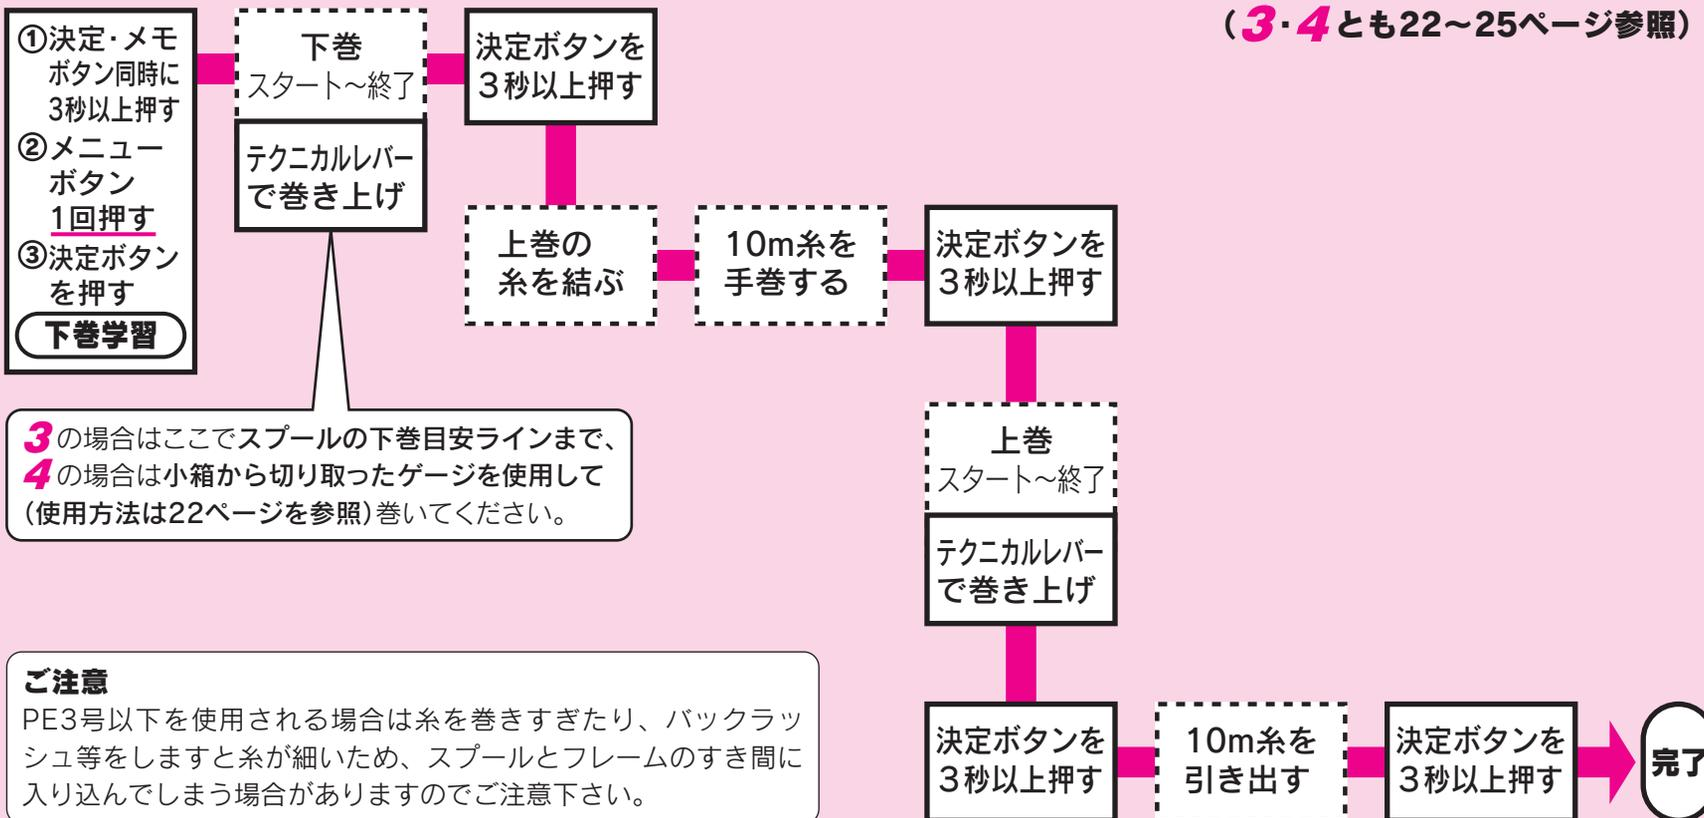 （3・4とも22〜25ページ参照）
①決定・メモ
ボタン同時に
3秒以上押す
②メニュー
ボタン
1回押す
③決定ボタン
を押す
下巻学習
下巻
スタート〜終了
テクニカルレバー
で巻き上げ
決定ボタンを
３秒以上押す
上巻の
糸を結ぶ
10m糸を
手巻する
決定ボタンを
３秒以上押す
3の場合はここでスプールの下巻目安ラインまで、
4の場合は小箱から切り取ったゲージを使用して
（使用方法は22ページを参照）巻いてください。
上巻
スタート〜終了
テクニカルレバー
で巻き上げ
決定ボタンを
３秒以上押す
10m糸を
引き出す
決定ボタンを
３秒以上押す
完了
ご注意
PE3号以下を使用される場合は糸を巻きすぎたり、バックラッ
シュ等をしますと糸が細いため、スプールとフレームのすき間に
入り込んでしまう場合がありますのでご注意下さい。